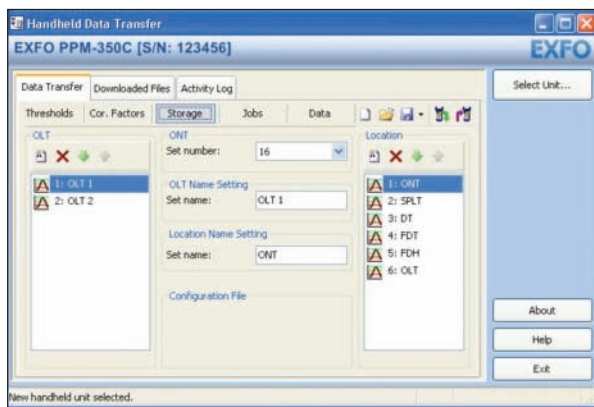 Handheld Data Transfer
EXFO PPM-350C [S/N: 123456]
EXFO
Data Transfer Downloaded Files Activity Log
Select Unit...
Thresholds Cor. Factors Storage Jobs Data
OLT
1: OLT 1
2: OLT 2
ONT
Set number: 16
OLT Name Setting
Set name: OLT 1
Location Name Setting
Set name: ONT
Configuration File
Location
1: ONT
2: SPLT
3: DT
4: FDT
5: FDH
6: OLT
About
Help
Exit
New handheld unit selected.